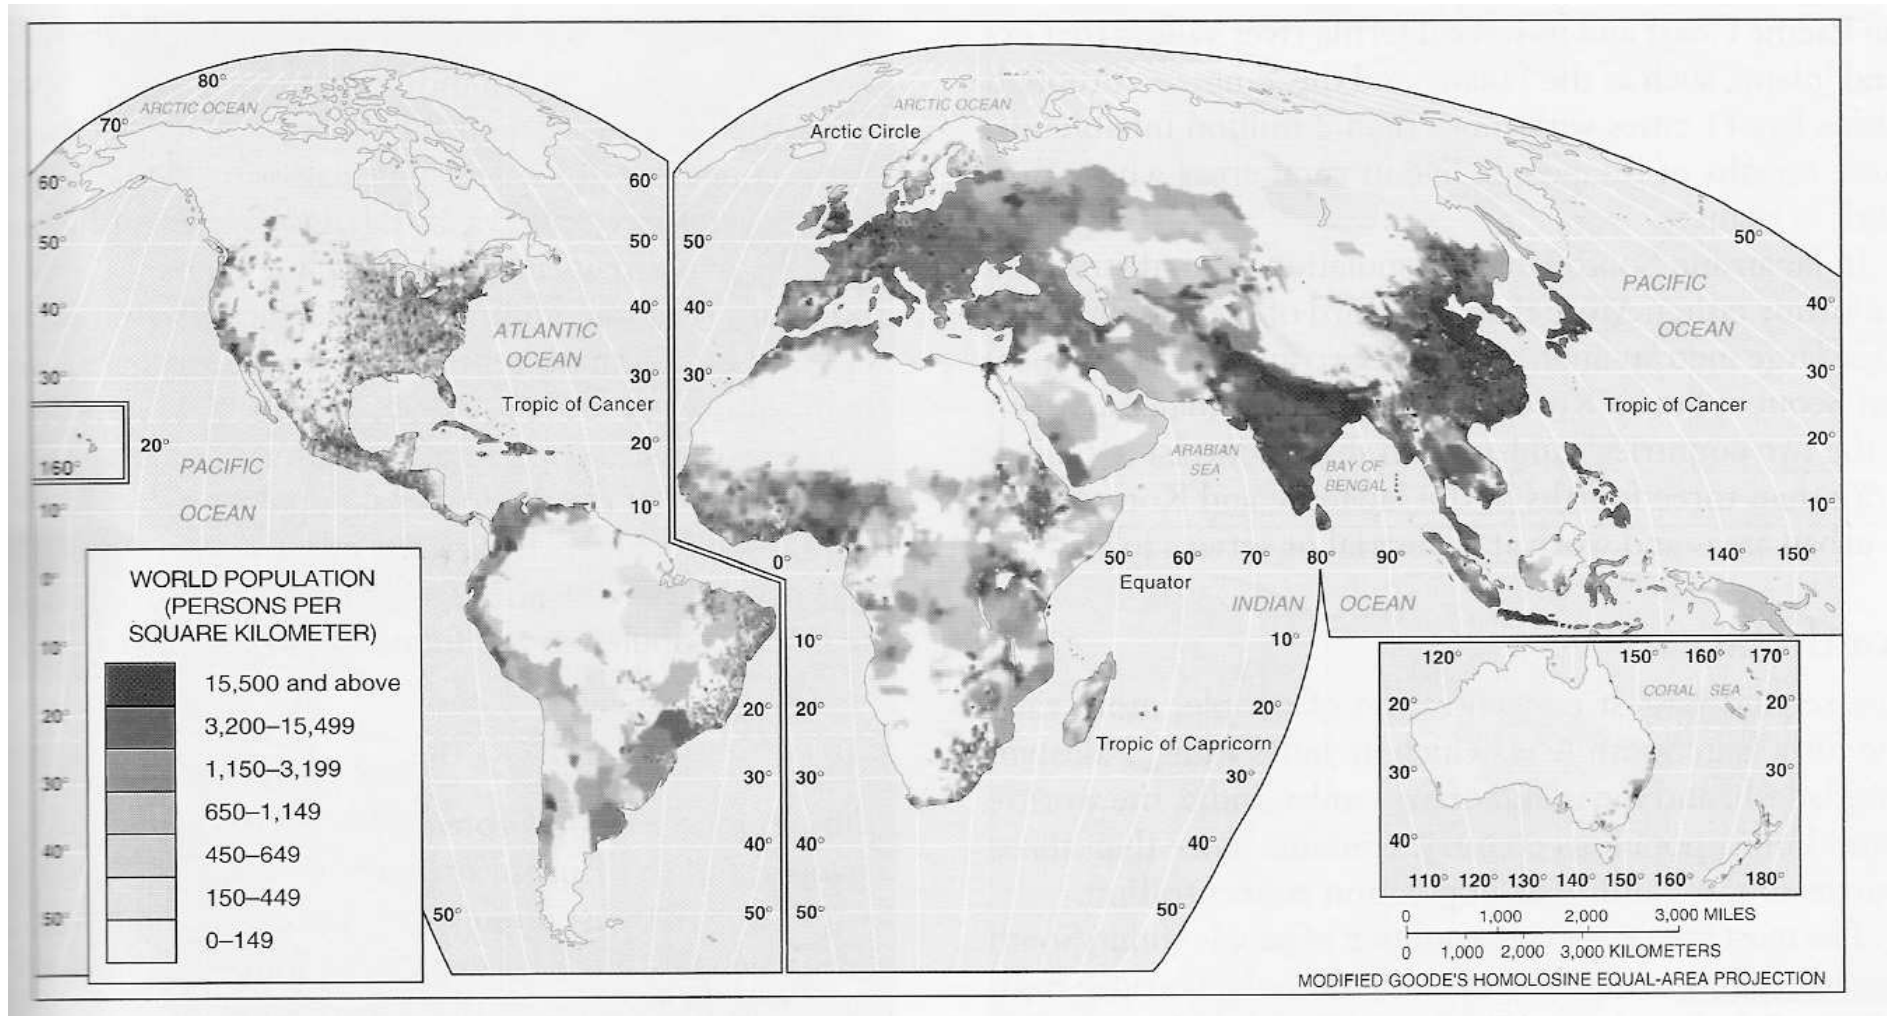 80°
ARCTIC OCEAN
70°
60°
50°
40°
30°
20°
160°
10°
0°
10°
20°
30°
40°
50°
60°
50°
40°
30°
20°
10°
ATLANTIC
OCEAN
Tropic of Cancer
PACIFIC
OCEAN
20°
30°
40°
50°
50°
ARCTIC OCEAN
Arctic Circle
50°
40°
30°
0°
10°
20°
30°
40°
50°
50°
PACIFIC
OCEAN
40°
30°
Tropic of Cancer
20°
10°
ARABIAN
SEA
BAY OF
BENGAL
50°
60°
70°
80°
90°
140°
150°
Equator
INDIAN
OCEAN
10°
20°
Tropic of Capricorn
30°
40°
50°
WORLD POPULATION
(PERSONS PER
SQUARE KILOMETER)
15,500 and above
3,200–15,499
1,150–3,199
650–1,149
450–649
150–449
0–149
120°
150°
160°
170°
CORAL SEA
20°
20°
30°
30°
40°
110°
120°
130°
140°
150°
160°
180°
0 1,000 2,000 3,000 MILES
0 1,000 2,000 3,000 KILOMETERS
MODIFIED GOODE'S HOMOLOSINE EQUAL-AREA PROJECTION